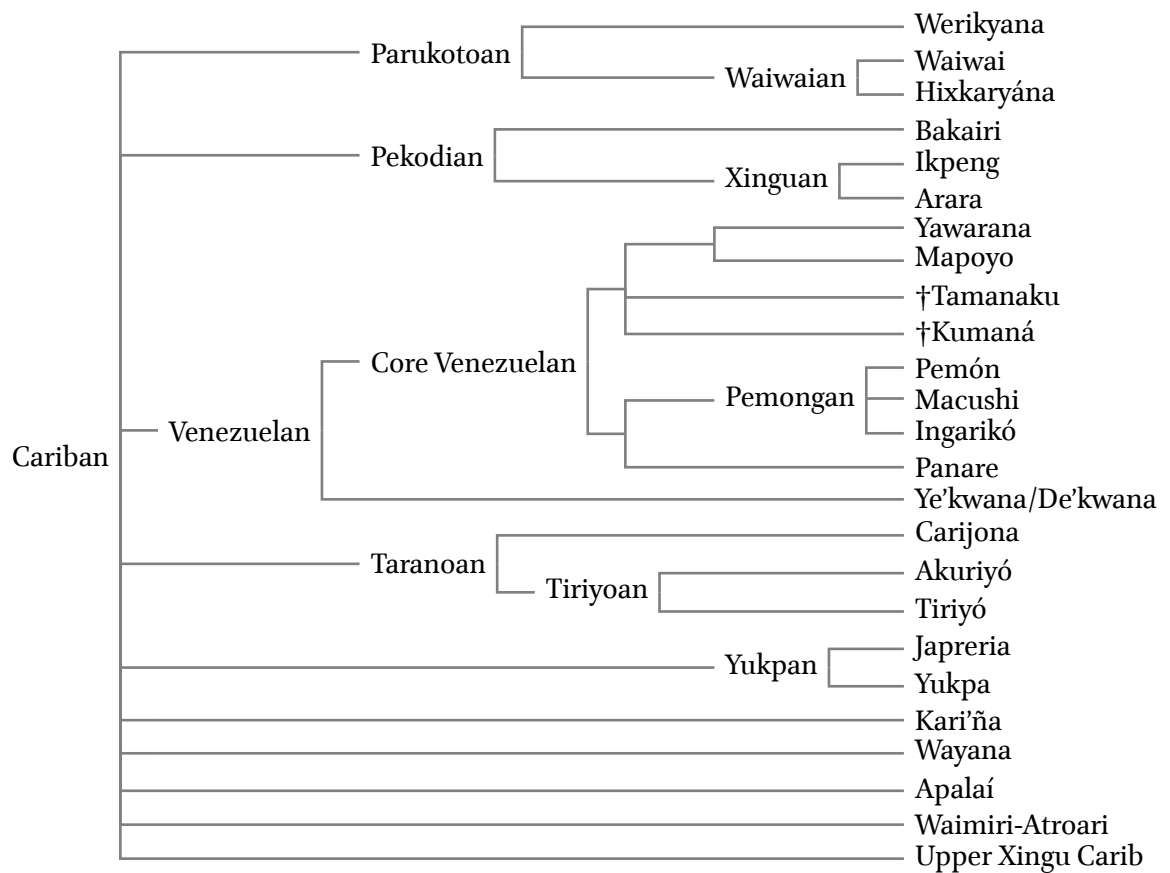 Werikyana
Parukotoan
Waiwai
Waiwaian
Hixkaryána
Bakairi
Pekodian
Ikpeng
Xinguan
Arara
Yawarana
Mapoyo
†Tamanaku
†Kumaná
Core Venezuelan
Pemón
Pemongan
Macushi
Ingarikó
Venezuelan
Cariban
Panare
Ye’kwana/De’kwana
Carijona
Taranoan
Akuriyó
Tiriyoan
Tiriyó
Japreria
Yukpan
Yukpa
Kari’ña
Wayana
Apalaí
Waimiri-Atroari
Upper Xingu Carib